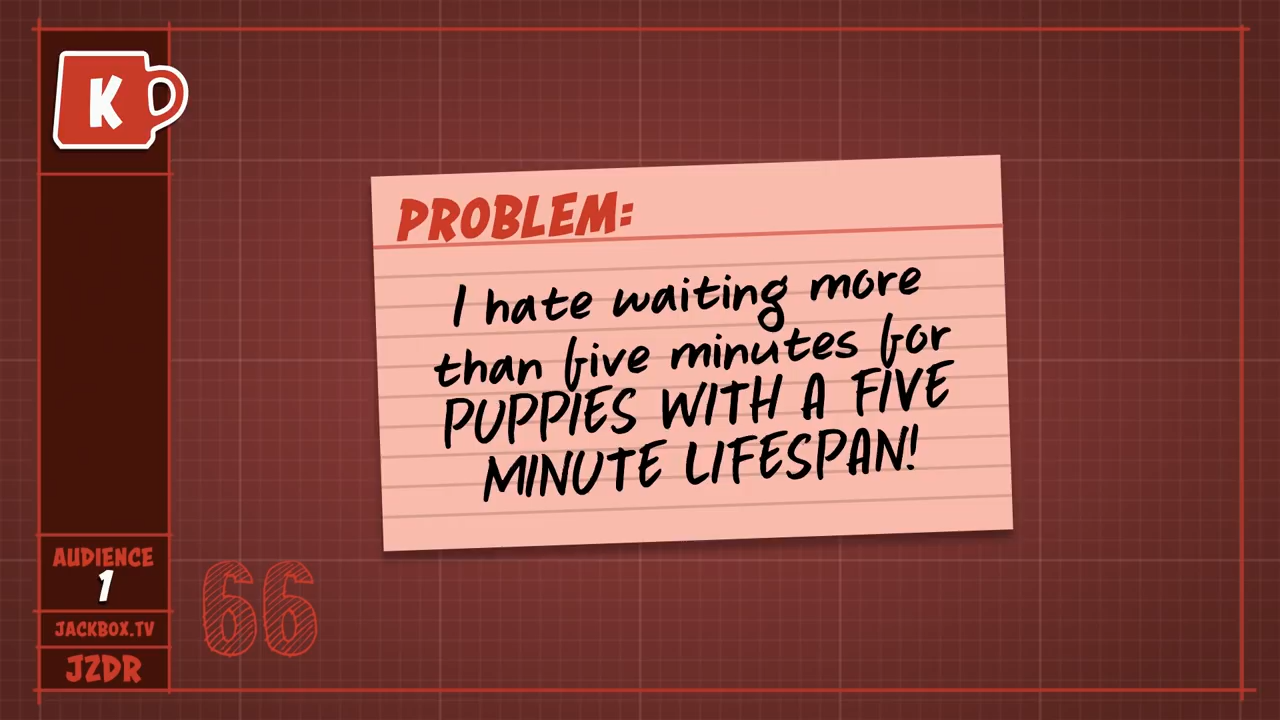 K
PROBLEM:
I hate waiting more
than five minutes for
PUPPIES WITH A FIVE
MINUTE LIFESPAN!
AUDIENCE
1
JACKBOX.TV
JZDR
66